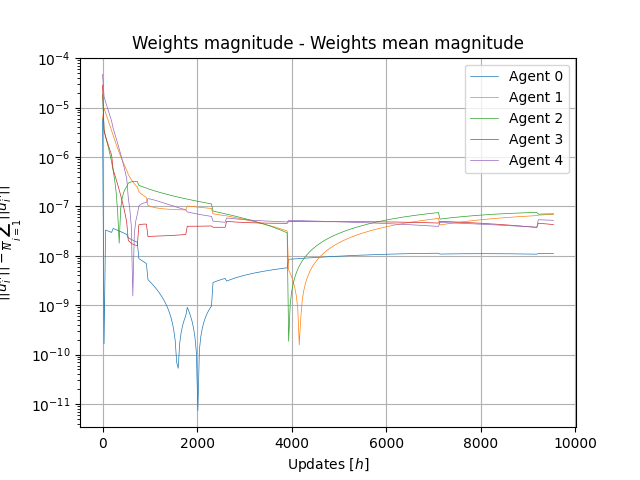 Weights magnitude - Weights mean magnitude
10⁻⁴
10⁻⁵
10⁻⁶
10⁻⁷
10⁻⁸
10⁻⁹
10⁻¹⁰
10⁻¹¹
0
2000
4000
6000
8000
10000
Updates [h]
Agent 0
Agent 1
Agent 2
Agent 3
Agent 4